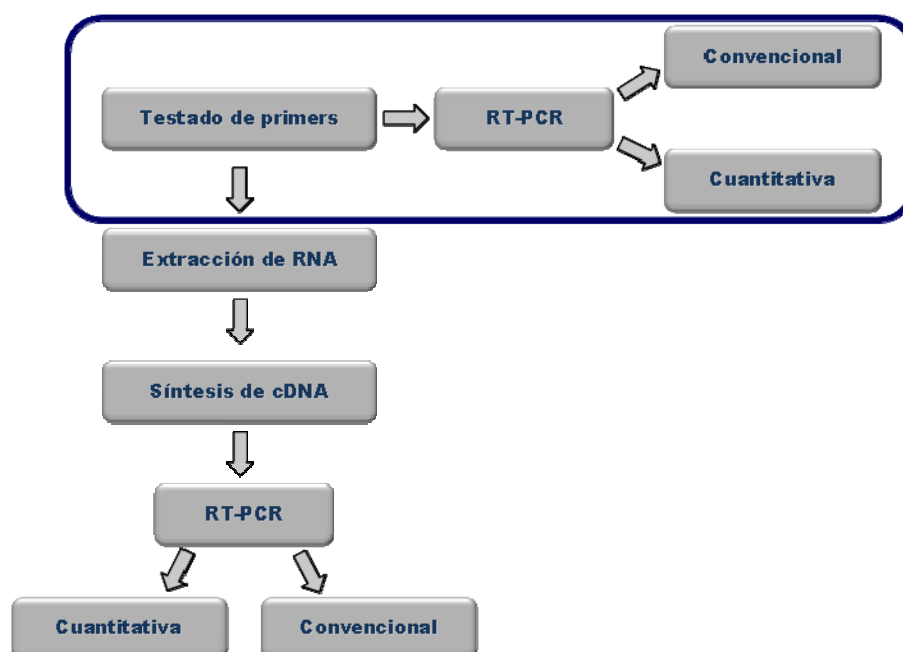 Convencional
Testado de primers
RT-PCR
Cuantitativa
Extracción de RNA
Síntesis de cDNA
RT-PCR
Cuantitativa
Convencional